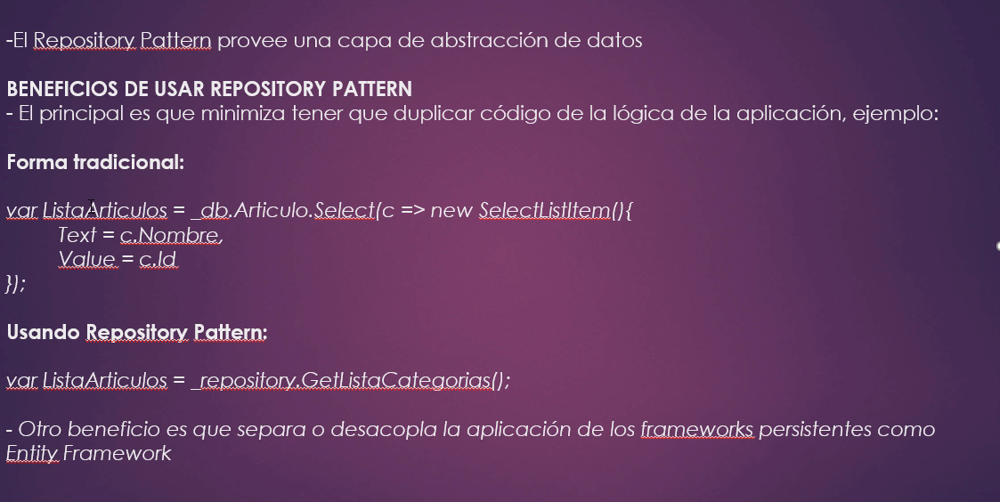 -El Repository Pattern provee una capa de abstracción de datos
BENEFICIOS DE USAR REPOSITORY PATTERN
- El principal es que minimiza tener que duplicar código de la lógica de la aplicación, ejemplo:
Forma tradicional:
var ListaArticulos = _db.Articulo.Select(c => new SelectListItem(){
Text = c.Nombre,
Value = c.Id
});
Usando Repository Pattern:
var ListaArticulos = _repository.GetListaCategorias();
- Otro beneficio es que separa o desacopla la aplicación de los frameworks persistentes como
Entity Framework